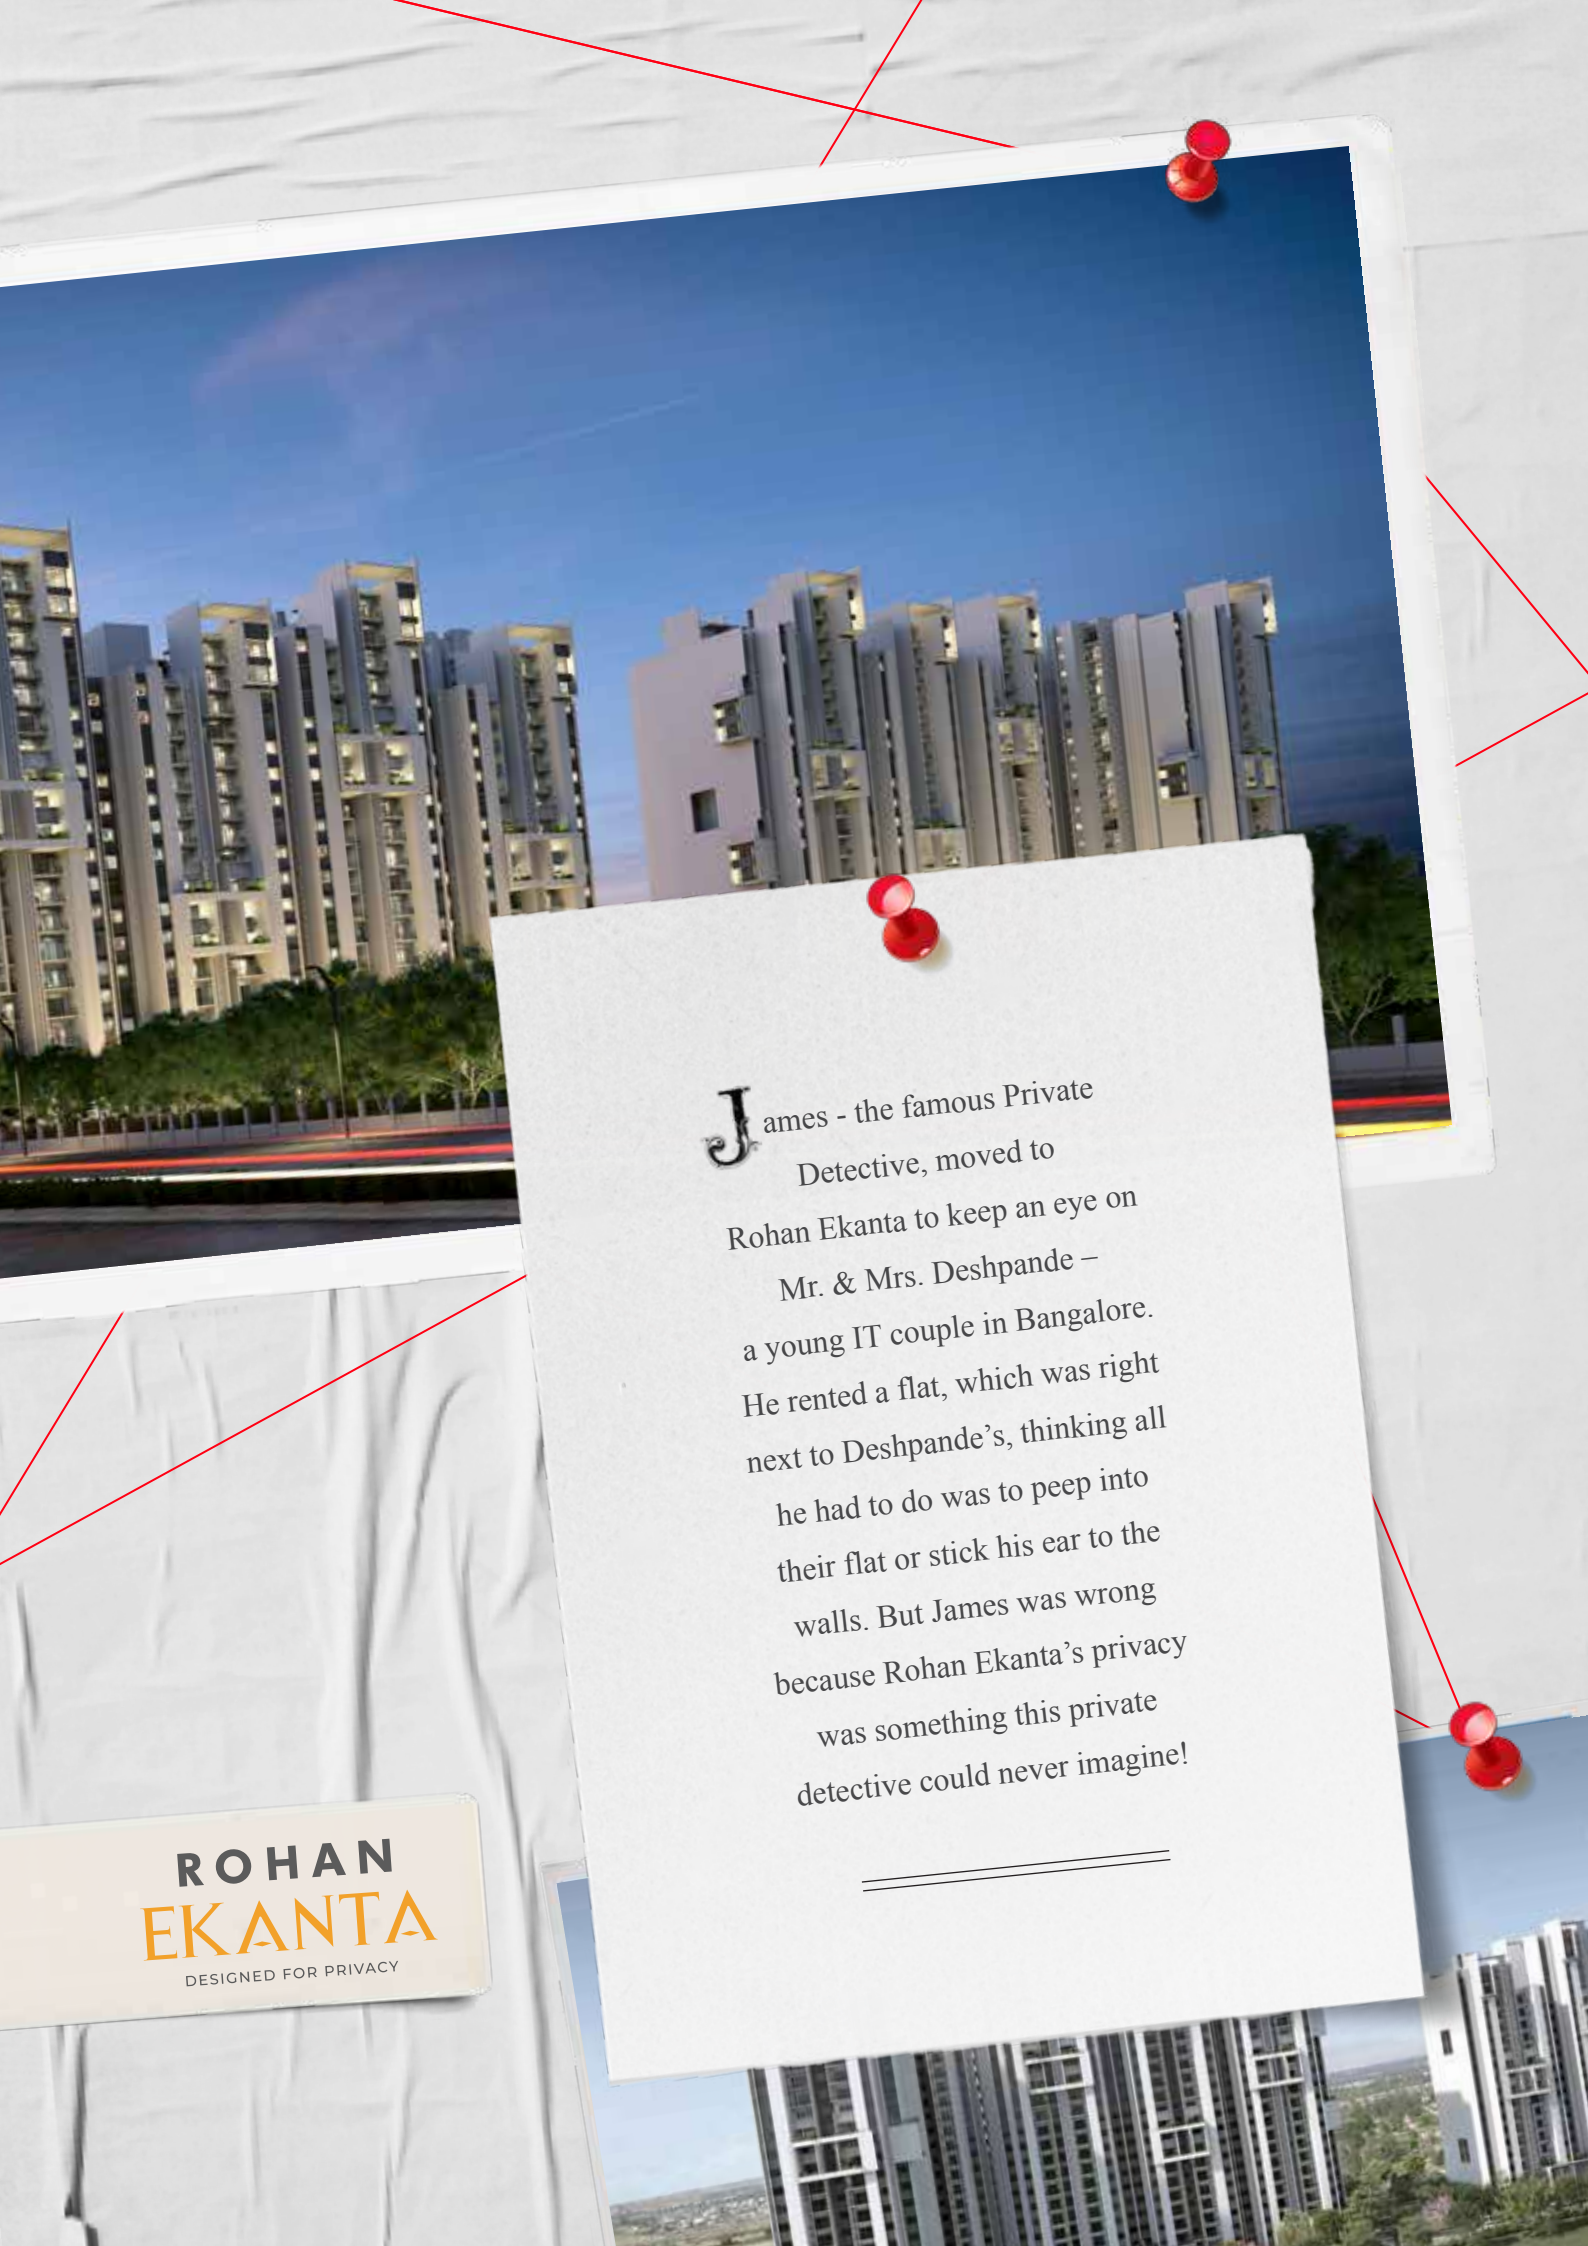 James - the famous Private
Detective, moved to
Rohan Ekanta to keep an eye on
Mr. & Mrs. Deshpande –
a young IT couple in Bangalore.
He rented a flat, which was right
next to Deshpande’s, thinking all
he had to do was to peep into
their flat or stick his ear to the
walls. But James was wrong
because Rohan Ekanta’s privacy
was something this private
detective could never imagine!
ROHAN
EKANTA
DESIGNED FOR PRIVACY